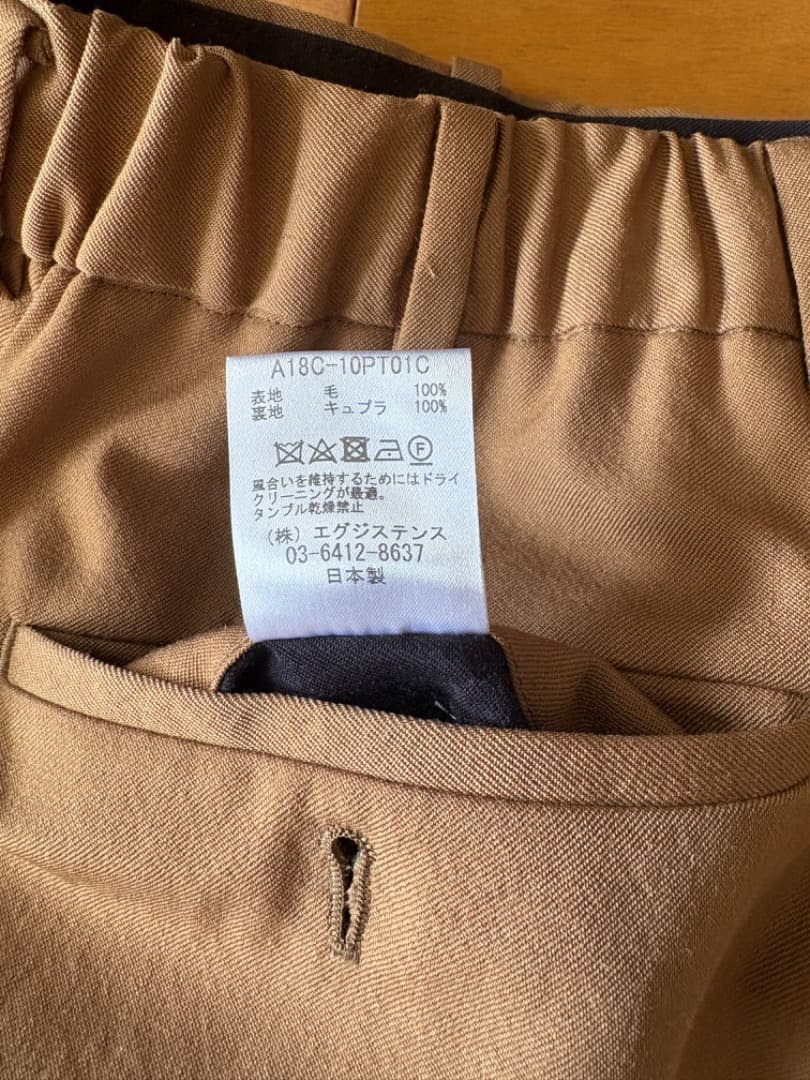 A18C-10PT01C
表地 毛 100%
裏地 キュプラ 100%
F
風合いを維持するためにはドライ
クリーニングが最適。
タンブル乾燥禁止
(株) エグジステンス
03-6412-8637
日本製